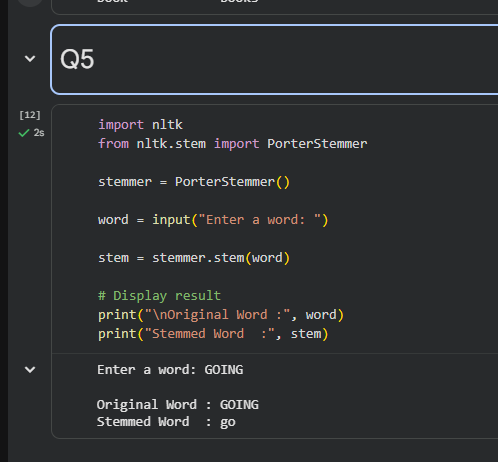 book books
Q5
[12]
2s
import nltk
from nltk.stem import PorterStemmer
stemmer = PorterStemmer()
word = input("Enter a word: ")
stem = stemmer.stem(word)
# Display result
print("\nOriginal Word :", word)
print("Stemmed Word  :", stem)
Enter a word: GOING
Original Word : GOING
Stemmed Word  : go